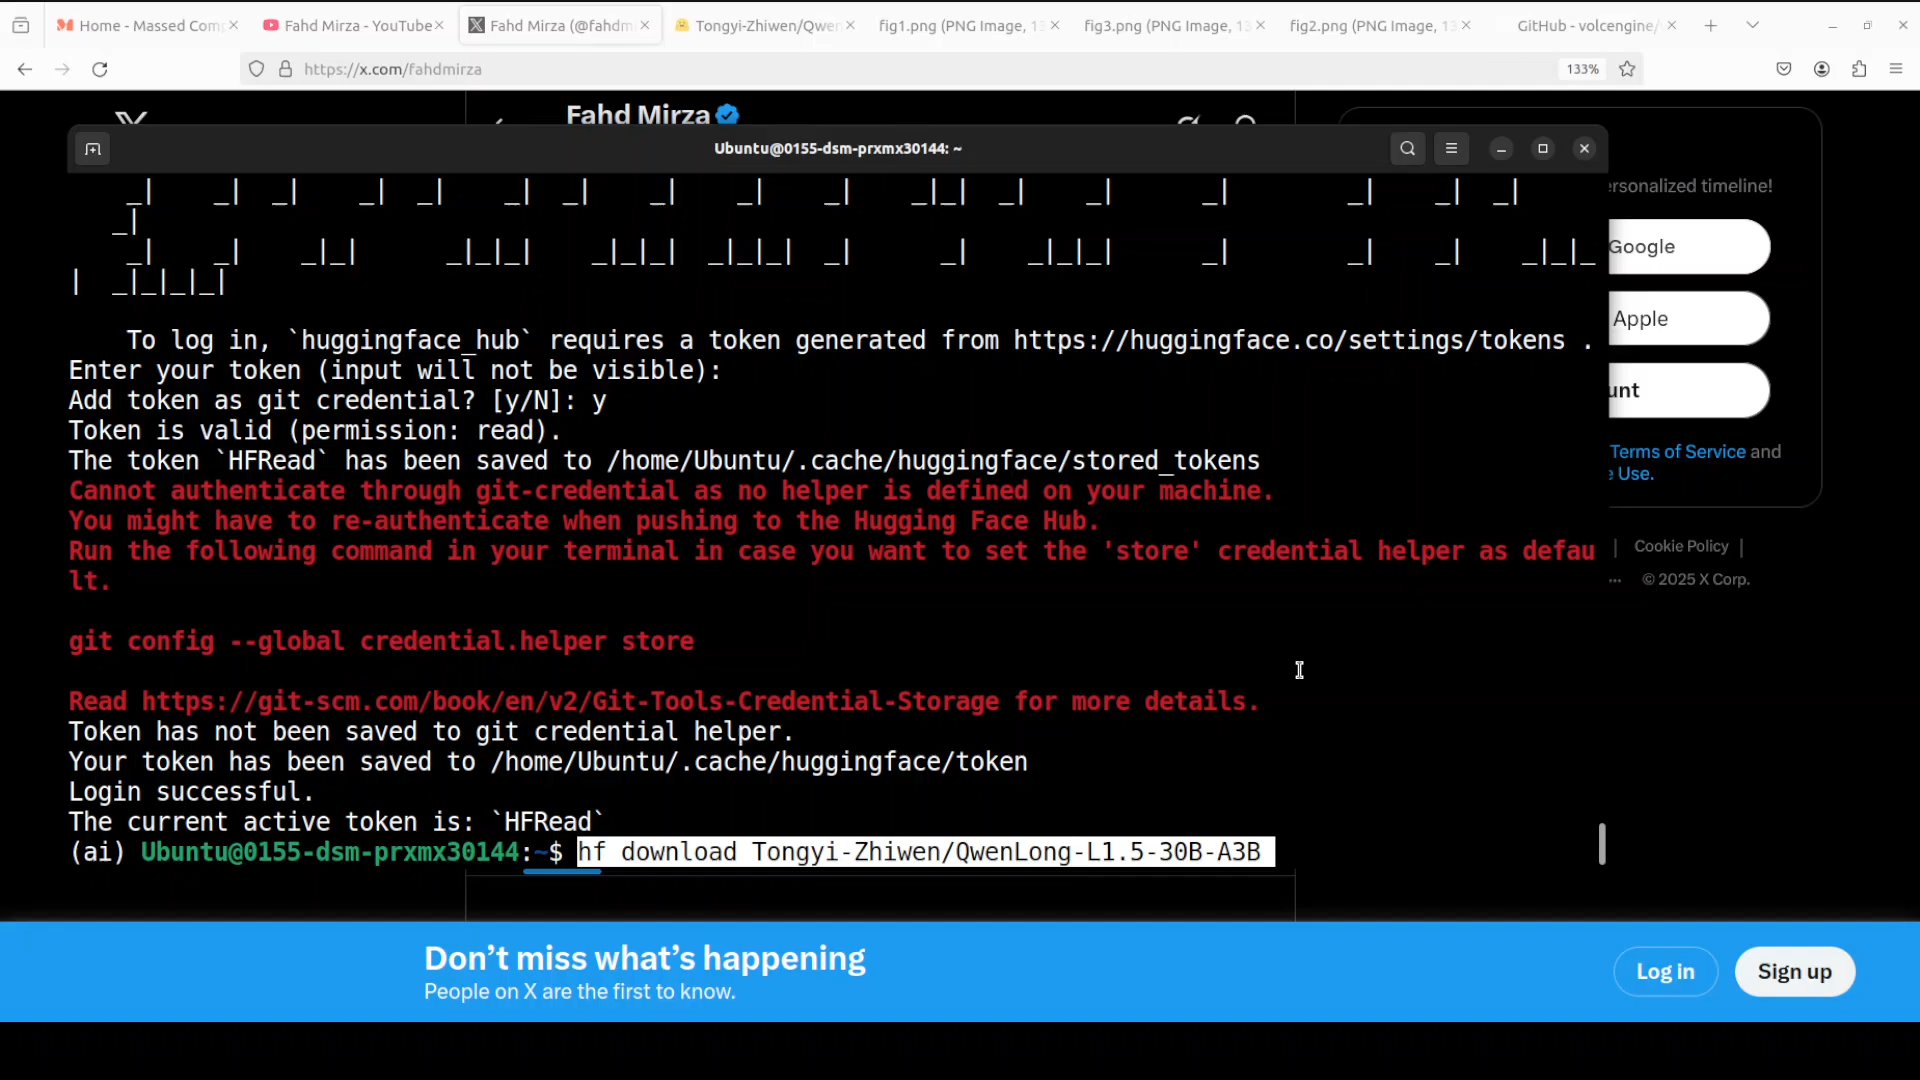 Home - Massed Comp
Fahd Mirza - YouTube
Fahd Mirza (@fahdm
Tongyi-Zhiwen/Qwen
fig1.png (PNG Image, 13
fig3.png (PNG Image, 13
fig2.png (PNG Image, 13
GitHub - volcengine/
https://x.com/fahdmirza
133%
Fahd Mirza
Ubuntu@0155-dsm-prxmx30144: ~
ersonalized timeline!
Google
Apple
unt
Terms of Service and
e Use.
| Cookie Policy |
··· © 2025 X Corp.
_| _| _| _| _| _| _| _| _| _| _|_| _| _| _| _| _| _|
_|
_| _| _|_| _|_|_| _|_|_| _|_|_| _| _| _|_|_| _| _| _| _|_|_
| _|_|_|_|
To log in, `huggingface_hub` requires a token generated from https://huggingface.co/settings/tokens .
Enter your token (input will not be visible):
Add token as git credential? [y/N]: y
Token is valid (permission: read).
The token `HFRead` has been saved to /home/Ubuntu/.cache/huggingface/stored_tokens
Cannot authenticate through git-credential as no helper is defined on your machine.
You might have to re-authenticate when pushing to the Hugging Face Hub.
Run the following command in your terminal in case you want to set the 'store' credential helper as defau
lt.
git config --global credential.helper store
Read https://git-scm.com/book/en/v2/Git-Tools-Credential-Storage for more details.
Token has not been saved to git credential helper.
Your token has been saved to /home/Ubuntu/.cache/huggingface/token
Login successful.
The current active token is: `HFRead`
(ai) Ubuntu@0155-dsm-prxmx30144:~$ hf download Tongyi-Zhiwen/QwenLong-L1.5-30B-A3B
Don’t miss what’s happening
People on X are the first to know.
Log in
Sign up